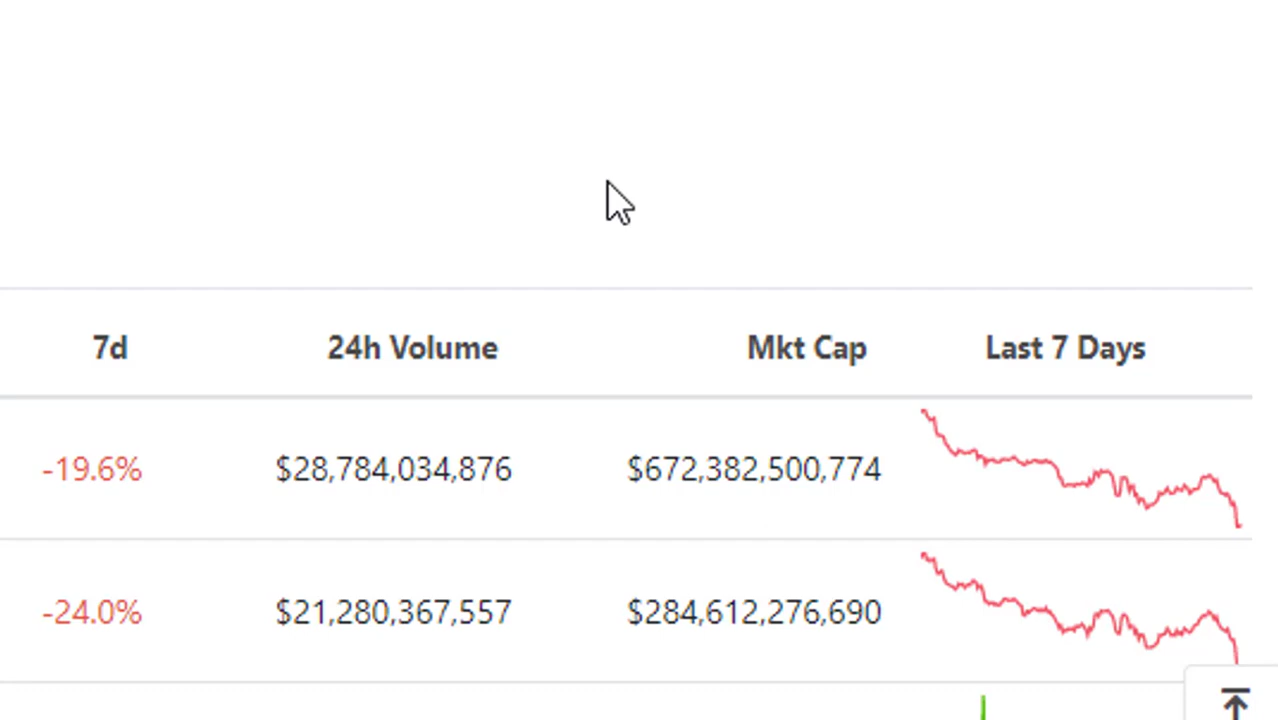 7d 24h Volume Mkt Cap Last 7 Days
-19.6% $28,784,034,876 $672,382,500,774
-24.0% $21,280,367,557 $284,612,276,690